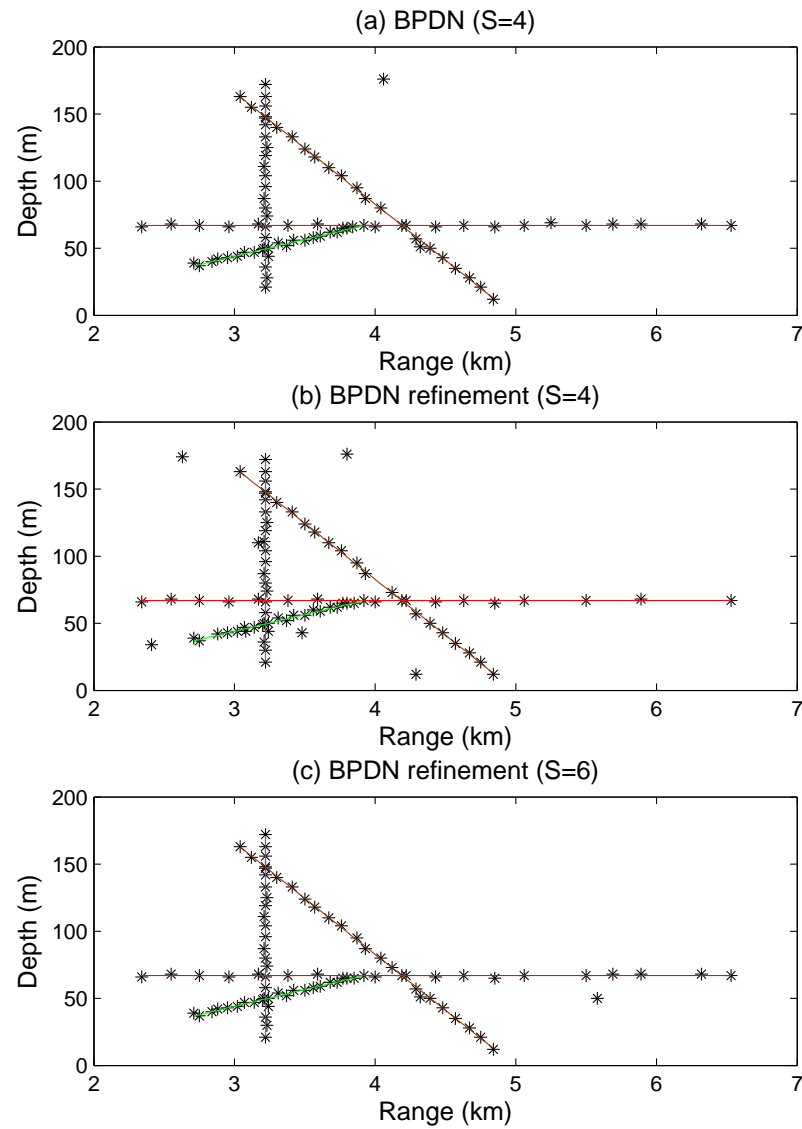 (a) BPDN (S=4)
200
150
100
50
0
Depth (m)
2 3 4 5 6 7
Range (km)
(b) BPDN refinement (S=4)
200
150
100
50
0
Depth (m)
2 3 4 5 6 7
Range (km)
(c) BPDN refinement (S=6)
200
150
100
50
0
Depth (m)
2 3 4 5 6 7
Range (km)